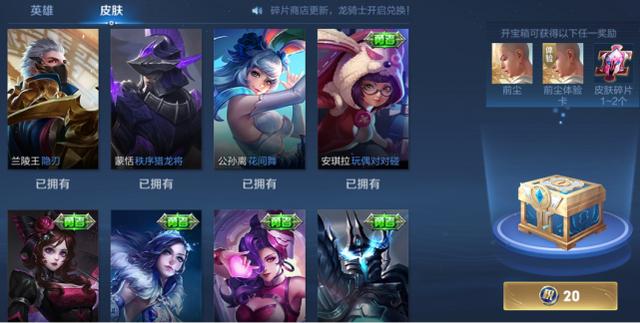 英雄
皮肤
碎片商店更新，龙骑士开启兑换！
开宝箱可获得以下任一奖励
体验
前尘
前尘体验卡
皮肤碎片
1~2个
勇者
兰陵王 隐刃
蒙恬 秩序猎龙将
公孙离 花间舞
安琪拉 玩偶对对碰
已拥有
已拥有
已拥有
已拥有
勇者
勇者
勇者
勇者
20